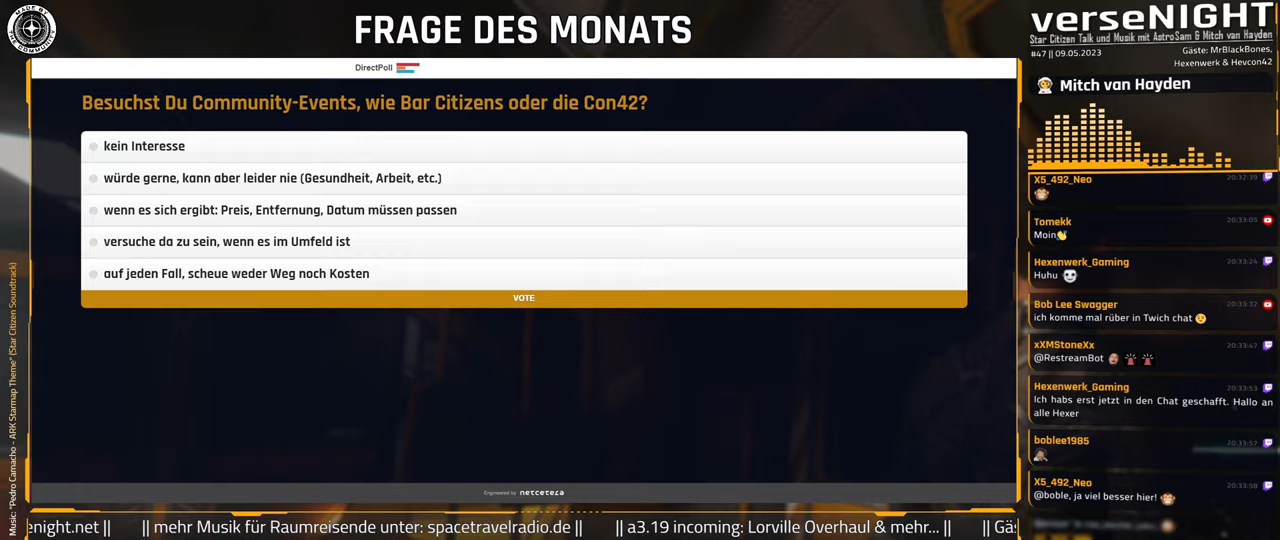 MADE BY
THE COMMUNITY
FRAGE DES MONATS
DirectPoll
Besuchst Du Community-Events, wie Bar Citizens oder die Con42?
kein Interesse
würde gerne, kann aber leider nie (Gesundheit, Arbeit, etc.)
wenn es sich ergibt: Preis, Entfernung, Datum müssen passen
versuche da zu sein, wenn es im Umfeld ist
auf jeden Fall, scheue weder Weg noch Kosten
VOTE
Engineered by netcetera
Music: "Pedro Camacho - ARK Starmap Theme" (Star Citizen Soundtrack)
enight.net || || mehr Musik für Raumreisende unter: spacetravelradio.de || || a3.19 incoming: Lorville Overhaul & mehr... || || Gäs
verseNIGHT
Star Citizen Talk und Musik mit AstroSam & Mitch van Hayden
#47 || 09.05.2023
Gäste: MrBlackBones,
Hexenwerk & Hevcon42
Mitch van Hayden
X5_492_Neo 20:32:39
Tomekk 20:33:05
Moin👋
Hexenwerk_Gaming 20:33:24
Huhu
Bob Lee Swagger 20:33:32
ich komme mal rüber in Twich chat 😉
xXMStoneXx 20:33:47
@RestreamBot
Hexenwerk_Gaming 20:33:53
Ich habs erst jetzt in den Chat geschafft. Hallo an
alle Hexer
boblee1985 20:33:57
X5_492_Neo 20:33:58
@boble, ja viel besser hier!